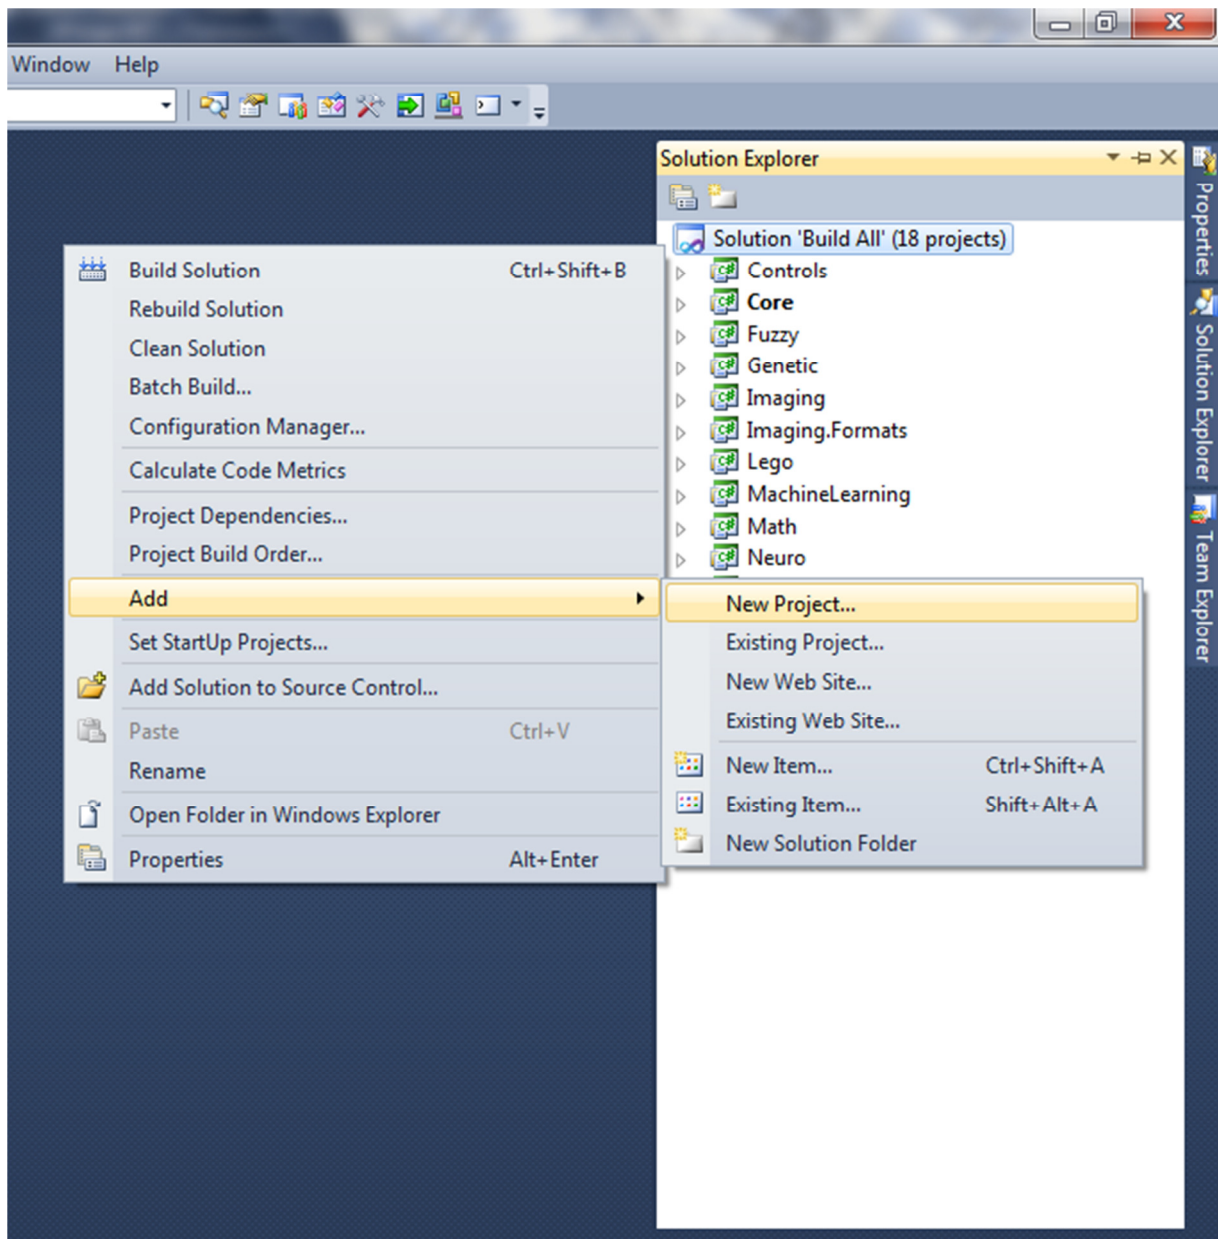 Window Help
Solution Explorer
Solution 'Build All' (18 projects)
Controls
Core
Fuzzy
Genetic
Imaging
Imaging.Formats
Lego
MachineLearning
Math
Neuro
Build Solution Ctrl+Shift+B
Rebuild Solution
Clean Solution
Batch Build...
Configuration Manager...
Calculate Code Metrics
Project Dependencies...
Project Build Order...
Add
Set StartUp Projects...
Add Solution to Source Control...
Paste Ctrl+V
Rename
Open Folder in Windows Explorer
Properties Alt+Enter
New Project...
Existing Project...
New Web Site...
Existing Web Site...
New Item... Ctrl+Shift+A
Existing Item... Shift+Alt+A
New Solution Folder
Properties
Solution Explorer
Team Explorer